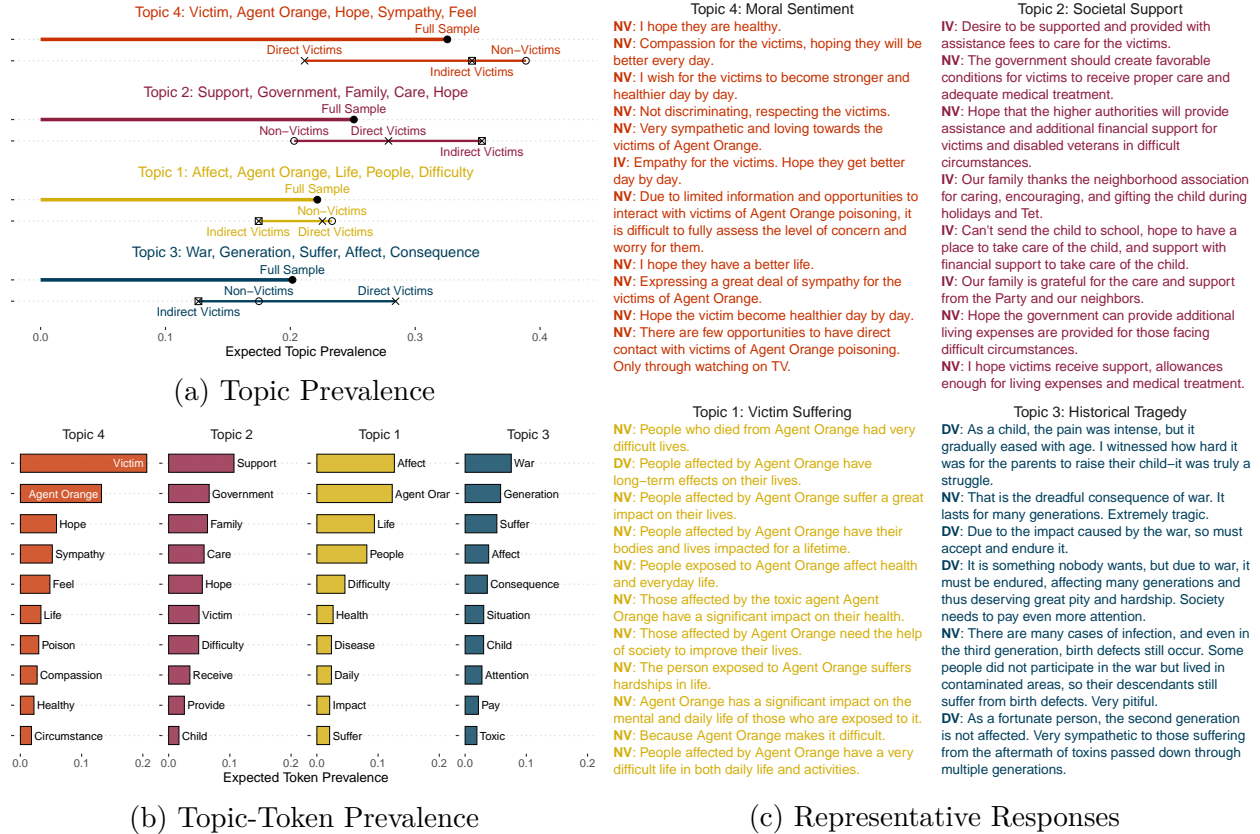 Topic 4: Victim, Agent Orange, Hope, Sympathy, Feel
Full Sample
Direct Victims
Non−Victims
Indirect Victims
Topic 2: Support, Government, Family, Care, Hope
Full Sample
Non−Victims
Direct Victims
Indirect Victims
Topic 1: Affect, Agent Orange, Life, People, Difficulty
Full Sample
Non−Victims
Indirect Victims
Direct Victims
Topic 3: War, Generation, Suffer, Affect, Consequence
Full Sample
Non−Victims
Direct Victims
Indirect Victims
0.0
0.2
0.3
0.4
Expected Topic Prevalence
(a) Topic Prevalence
Topic 4
Victim
Agent Orange
Hope
Sympathy
Feel
Life
Poison
Compassion
Healthy
Circumstance
0.0
0.1
0.2
Topic 2
Support
Government
Family
Care
Hope
Victim
Difficulty
Receive
Provide
Child
0.0
0.1
0.2
Topic 1
Affect
Agent Orar
Life
People
Difficulty
Health
Disease
Daily
Impact
Suffer
0.0
0.1
0.2
Topic 3
War
Generation
Suffer
Affect
Consequence
Situation
Child
Attention
Pay
Toxic
0.0
0.1
0.2
Expected Token Prevalence
(b) Topic-Token Prevalence
Topic 4: Moral Sentiment
NV: I hope they are healthy.
NV: Compassion for the victims, hoping they will be
better every day.
NV: I wish for the victims to become stronger and
healthier day by day.
NV: Not discriminating, respecting the victims.
NV: Very sympathetic and loving towards the
victims of Agent Orange.
IV: Empathy for the victims. Hope they get better
day by day.
NV: Due to limited information and opportunities to
interact with victims of Agent Orange poisoning, it
is difficult to fully assess the level of concern and
worry for them.
NV: I hope they have a better life.
NV: Expressing a great deal of sympathy for the
victims of Agent Orange.
NV: Hope the victim become healthier day by day.
NV: There are few opportunities to have direct
contact with victims of Agent Orange poisoning.
Only through watching on TV.
Topic 2: Societal Support
IV: Desire to be supported and provided with
assistance fees to care for the victims.
NV: The government should create favorable
conditions for victims to receive proper care and
adequate medical treatment.
NV: Hope that the higher authorities will provide
assistance and additional financial support for
victims and disabled veterans in difficult
circumstances.
IV: Our family thanks the neighborhood association
for caring, encouraging, and gifting the child during
holidays and Tet.
IV: Can't send the child to school, hope to have a
place to take care of the child, and support with
financial support to take care of the child.
IV: Our family is grateful for the care and support
from the Party and our neighbors.
NV: Hope the government can provide additional
living expenses are provided for those facing
difficult circumstances.
NV: I hope victims receive support, allowances
enough for living expenses and medical treatment.
Topic 1: Victim Suffering
NV: People who died from Agent Orange had very
difficult lives.
DV: People affected by Agent Orange have
long−term effects on their lives.
NV: People affected by Agent Orange suffer a great
impact on their lives.
NV: People affected by Agent Orange have their
bodies and lives impacted for a lifetime.
NV: People exposed to Agent Orange affect health
and everyday life.
NV: Those affected by the toxic agent Agent
Orange have a significant impact on their health.
NV: Those affected by Agent Orange need the help
of society to improve their lives.
NV: The person exposed to Agent Orange suffers
hardships in life.
NV: Agent Orange has a significant impact on the
mental and daily life of those who are exposed to it.
NV: Because Agent Orange makes it difficult.
NV: People affected by Agent Orange have a very
difficult life in both daily life and activities.
Topic 3: Historical Tragedy
DV: As a child, the pain was intense, but it
gradually eased with age. I witnessed how hard it
was for the parents to raise their child−it was truly a
struggle.
NV: That is the dreadful consequence of war. It
lasts for many generations. Extremely tragic.
DV: Due to the impact caused by the war, so must
accept and endure it.
DV: It is something nobody wants, but due to war, it
must be endured, affecting many generations and
thus deserving great pity and hardship. Society
needs to pay even more attention.
NV: There are many cases of infection, and even in
the third generation, birth defects still occur. Some
people did not participate in the war but lived in
contaminated areas, so their descendants still
suffer from birth defects. Very pitiful.
DV: As a fortunate person, the second generation
is not affected. Very sympathetic to those suffering
from the aftermath of toxins passed down through
multiple generations.
(c) Representative Responses